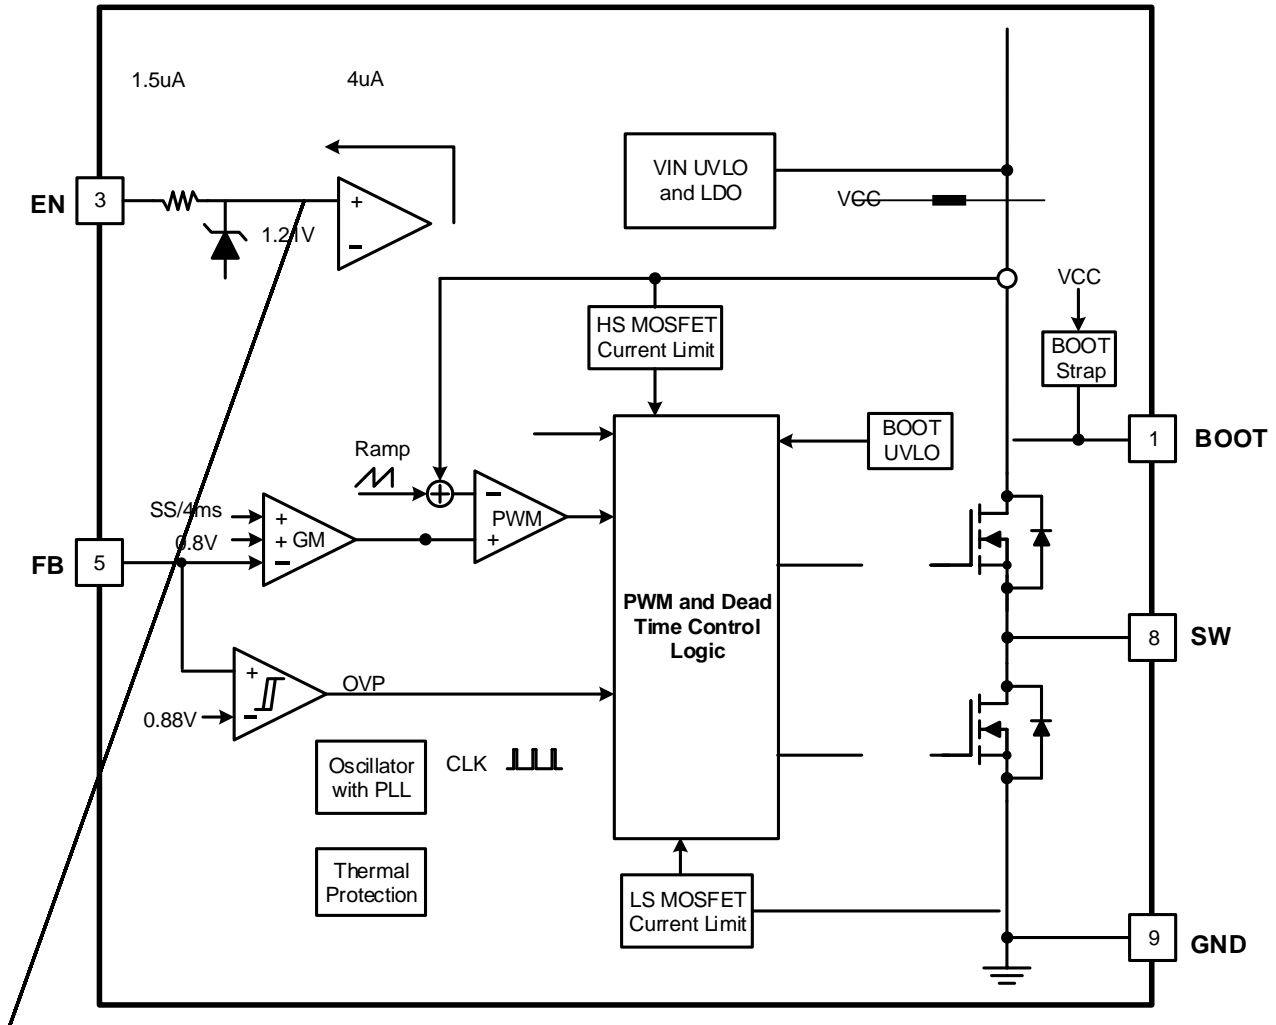 1.5uA
4uA
VIN UVLO
and LDO
VCC
EN
3
+
−
1.21V
VCC
HS MOSFET
Current Limit
BOOT
Strap
BOOT
UVLO
1
BOOT
Ramp
SS/4ms
0.8V
+
+
−
GM
−
+
PWM
FB
5
PWM and Dead
Time Control
Logic
8
SW
+
−
OVP
0.88V
Oscillator
with PLL
CLK
Thermal
Protection
LS MOSFET
Current Limit
9
GND